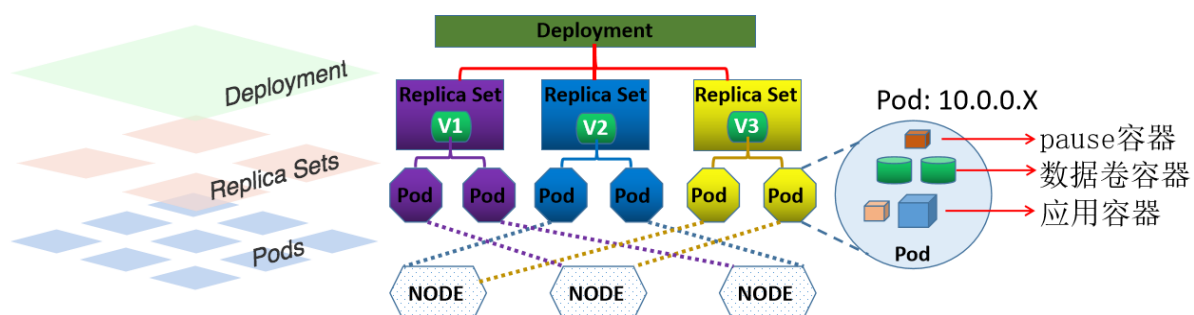 Deployment
Replica Sets
Pods
Deployment
Replica Set
V1
Replica Set
V2
Replica Set
V3
Pod
Pod
Pod
Pod
Pod
Pod
NODE
NODE
NODE
Pod: 10.0.0.X
pause容器
数据卷容器
应用容器
Pod